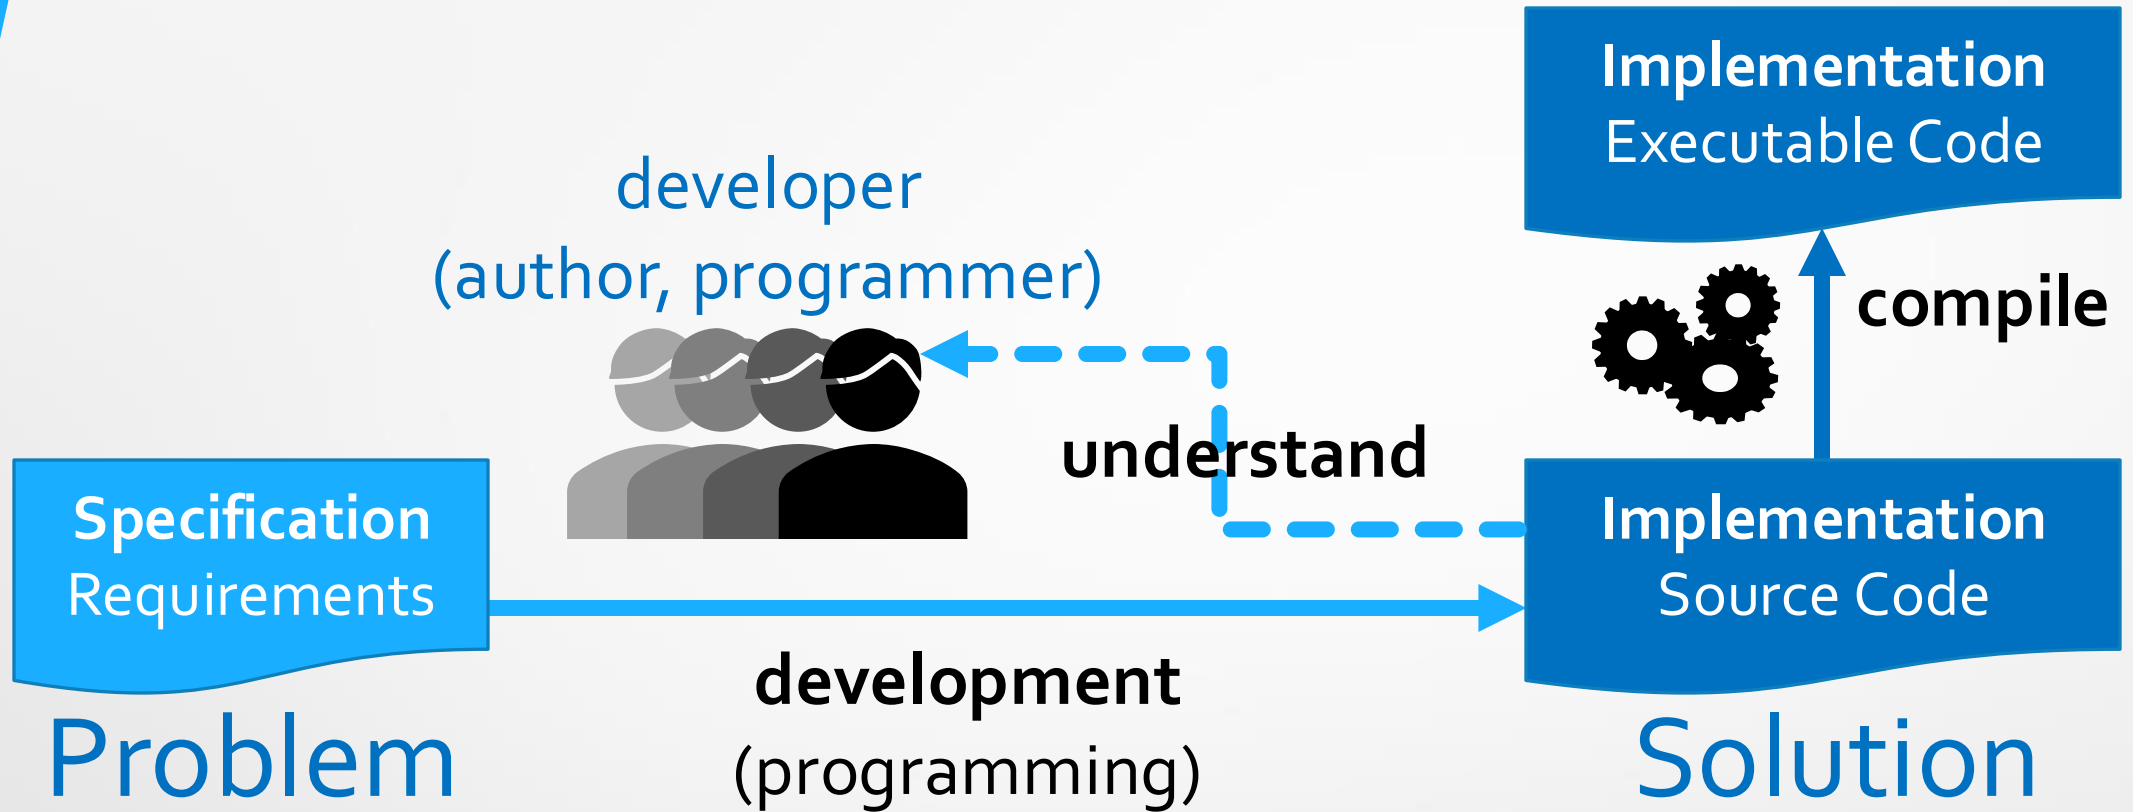 Implementation
Executable Code
developer
(author, programmer)
compile
understand
Specification
Requirements
Implementation
Source Code
development
(programming)
Problem
Solution